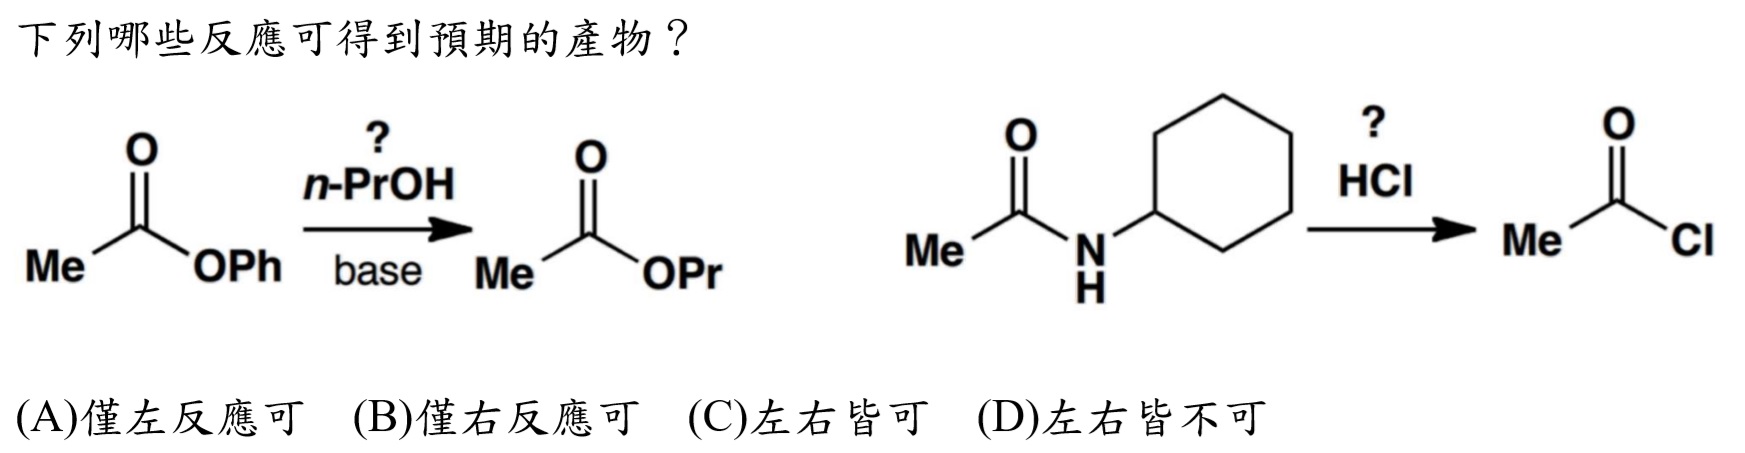 下列哪些反應可得到預期的產物？
O Me OPh ? n-PrOH base O Me OPr
O Me N H ? HCl O Me Cl
(A)僅左反應可 (B)僅右反應可 (C)左右皆可 (D)左右皆不可